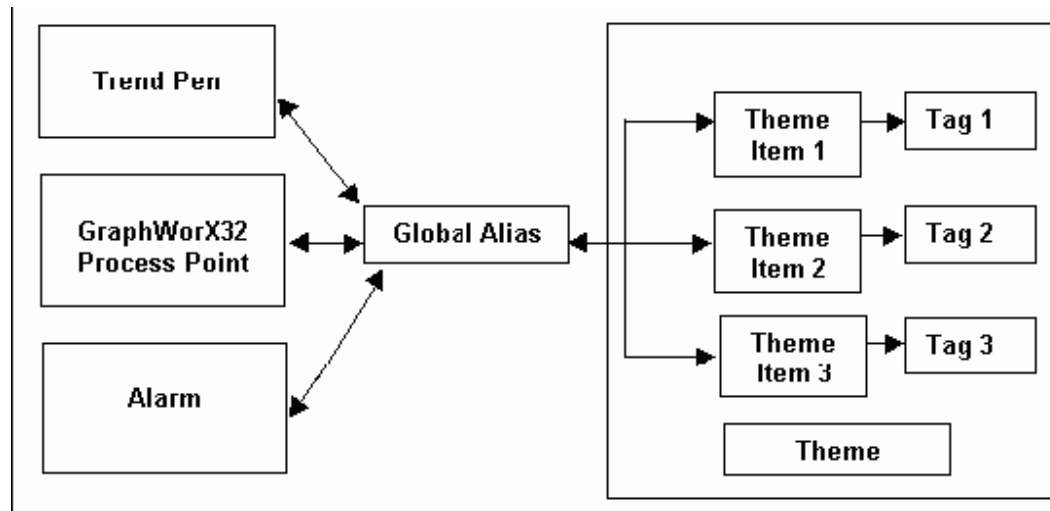 Trend Pen
GraphWorX32
Process Point
Alarm
Global Alias
Theme
Item 1
Tag 1
Theme
Item 2
Tag 2
Theme
Item 3
Tag 3
Theme